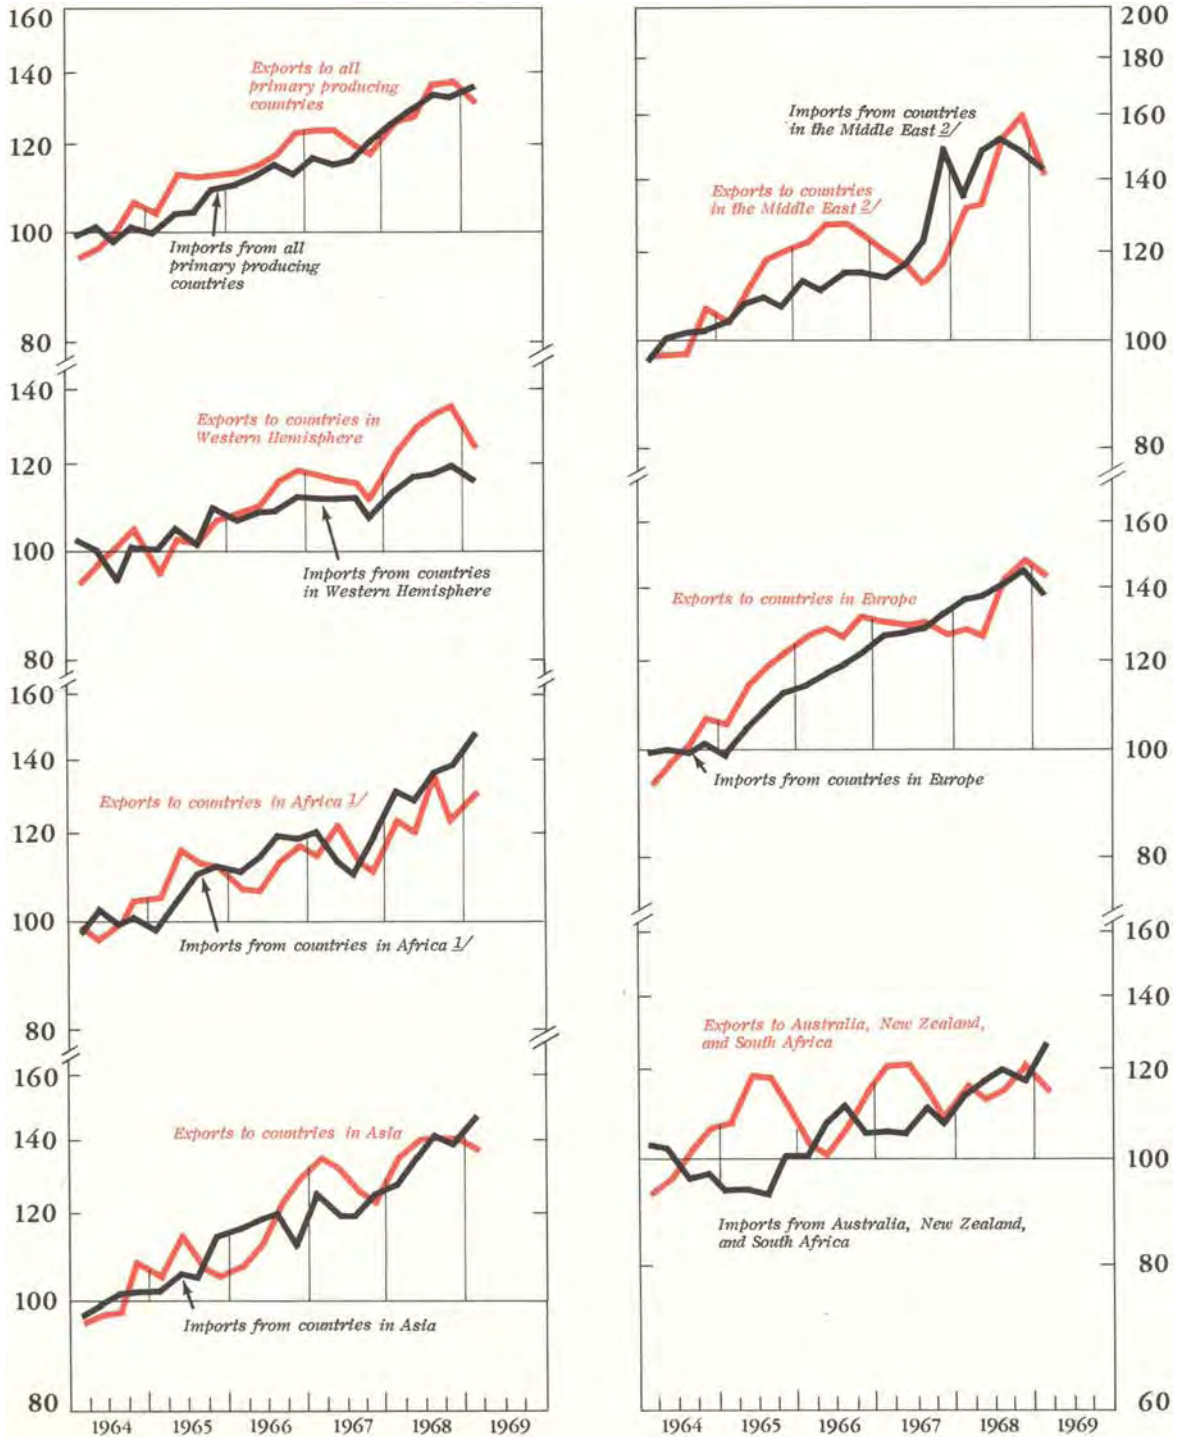 160
140
120
100
80
Exports to all
primary producing
countries
Imports from all
primary producing
countries
140
120
100
80
Exports to countries in
Western Hemisphere
Imports from countries
in Western Hemisphere
160
140
120
100
80
Exports to countries in Africa 1/
Imports from countries in Africa 1/
160
140
120
100
80
Exports to countries in Asia
Imports from countries in Asia
1964 1965 1966 1967 1968 1969
200
180
160
140
120
100
80
Imports from countries
in the Middle East 2/
Exports to countries
in the Middle East 2/
160
140
120
100
80
Exports to countries in Europe
Imports from countries in Europe
160
140
120
100
80
60
Exports to Australia, New Zealand,
and South Africa
Imports from Australia, New Zealand,
and South Africa
1964 1965 1966 1967 1968 1969